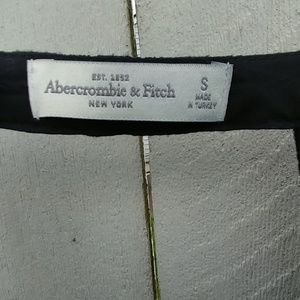 EST. 1892
Abercrombie & Fitch
NEW YORK
S
MADE
IN TURKEY